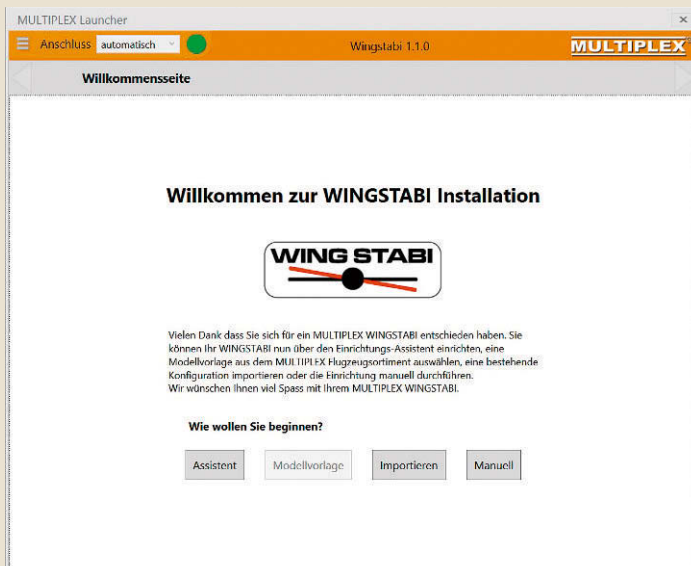 MULTIPLEX Launcher
Anschluss automatisch Wingstabi 1.1.0 MULTIPLEX
Willkommensseite
Willkommen zur WINGSTABI Installation
WING STABI
Vielen Dank dass Sie sich für ein MULTIPLEX WINGSTABI entschieden haben. Sie
können Ihr WINGSTABI nun über den Einrichtungs-Assistent einrichten, eine
Modellvorlage aus dem MULTIPLEX Flugzeugsortiment auswählen, eine bestehende
Konfiguration importieren oder die Einrichtung manuell durchführen.
Wir wünschen Ihnen viel Spass mit Ihrem MULTIPLEX WINGSTABI.
Wie wollen Sie beginnen?
Assistent Modellvorlage Importieren Manuell